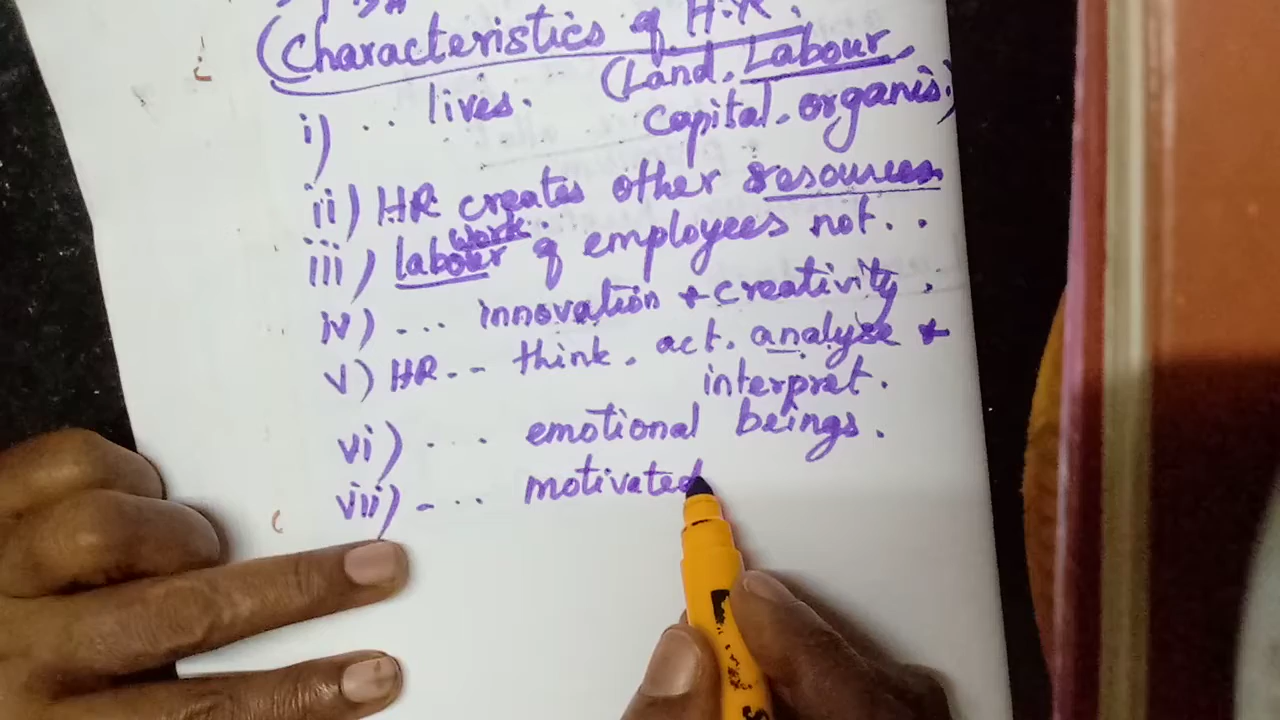 (Characteristics of H.R.
(Land, Labour,
i) .. lives. Capital, organis.)
ii) HR creates other resources
work.
iii) labour of employees not..
iv) ... innovation & creativity.
v) HR -- think, act, analyse &
interpret.
vi) ... emotional beings.
vii) - ... motivated